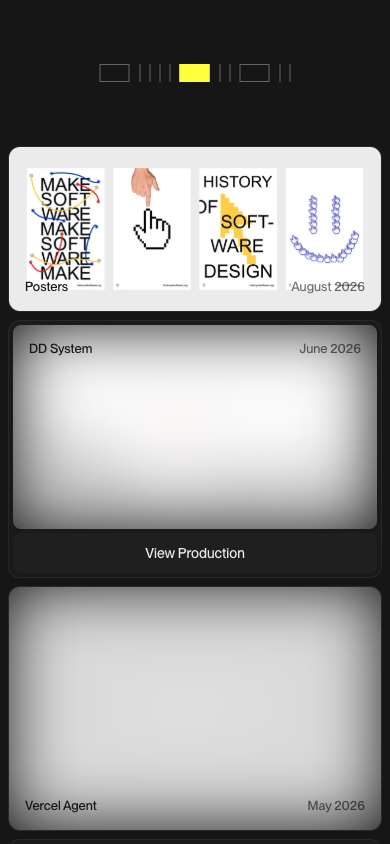 MAKE
SOFT
WARE
MAKE
SOFT
WARE
MAKE
HISTORY
OF
SOFT-
WARE
DESIGN
Posters
August 2026
DD System
June 2026
View Production
Vercel Agent
May 2026